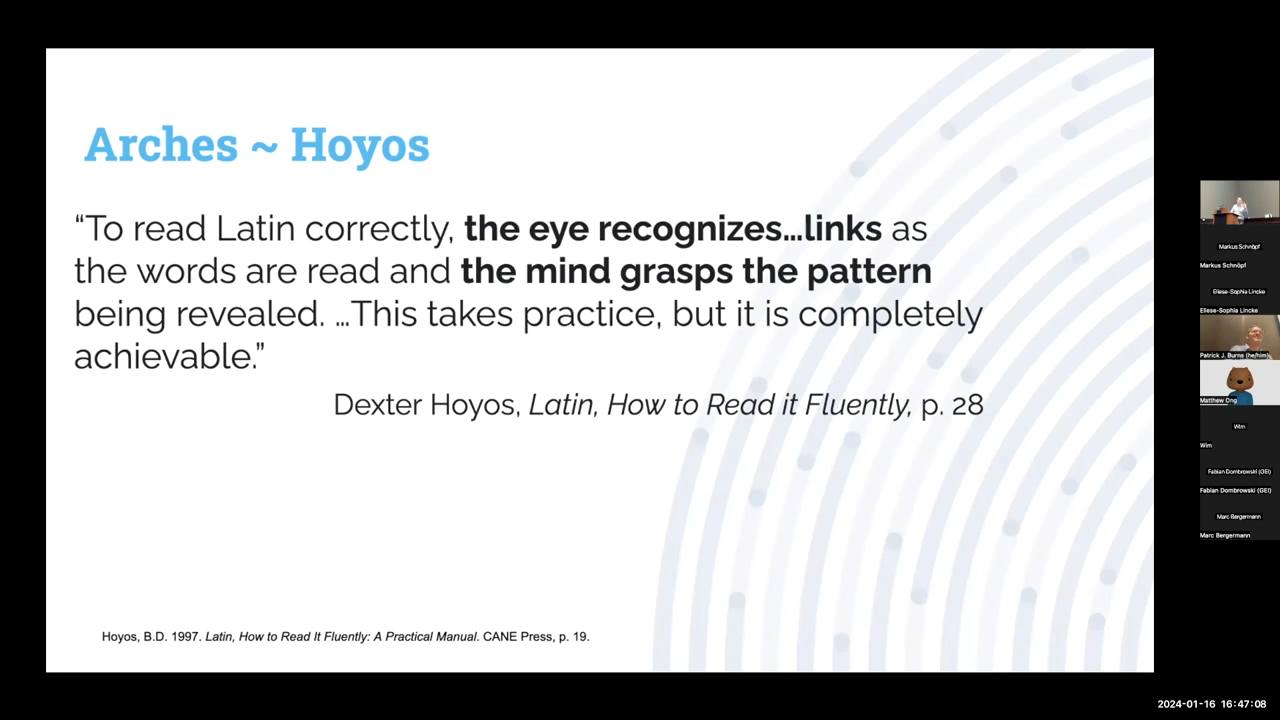 Arches ~ Hoyos
“To read Latin correctly, the eye recognizes...links as
the words are read and the mind grasps the pattern
being revealed. ...This takes practice, but it is completely
achievable.”
Dexter Hoyos, Latin, How to Read it Fluently, p. 28
Hoyos, B.D. 1997. Latin, How to Read It Fluently: A Practical Manual. CANE Press, p. 19.
Markus Schnöpf
Markus Schnöpf
Eliese-Sophia Lincke
Eliese-Sophia Lincke
Patrick J. Burns (he/him)
Matthew Ong
Wim
Wim
Fabian Dombrowski (GEI)
Fabian Dombrowski (GEI)
Marc Bergermann
Marc Bergermann
2024-01-16 16:47:08